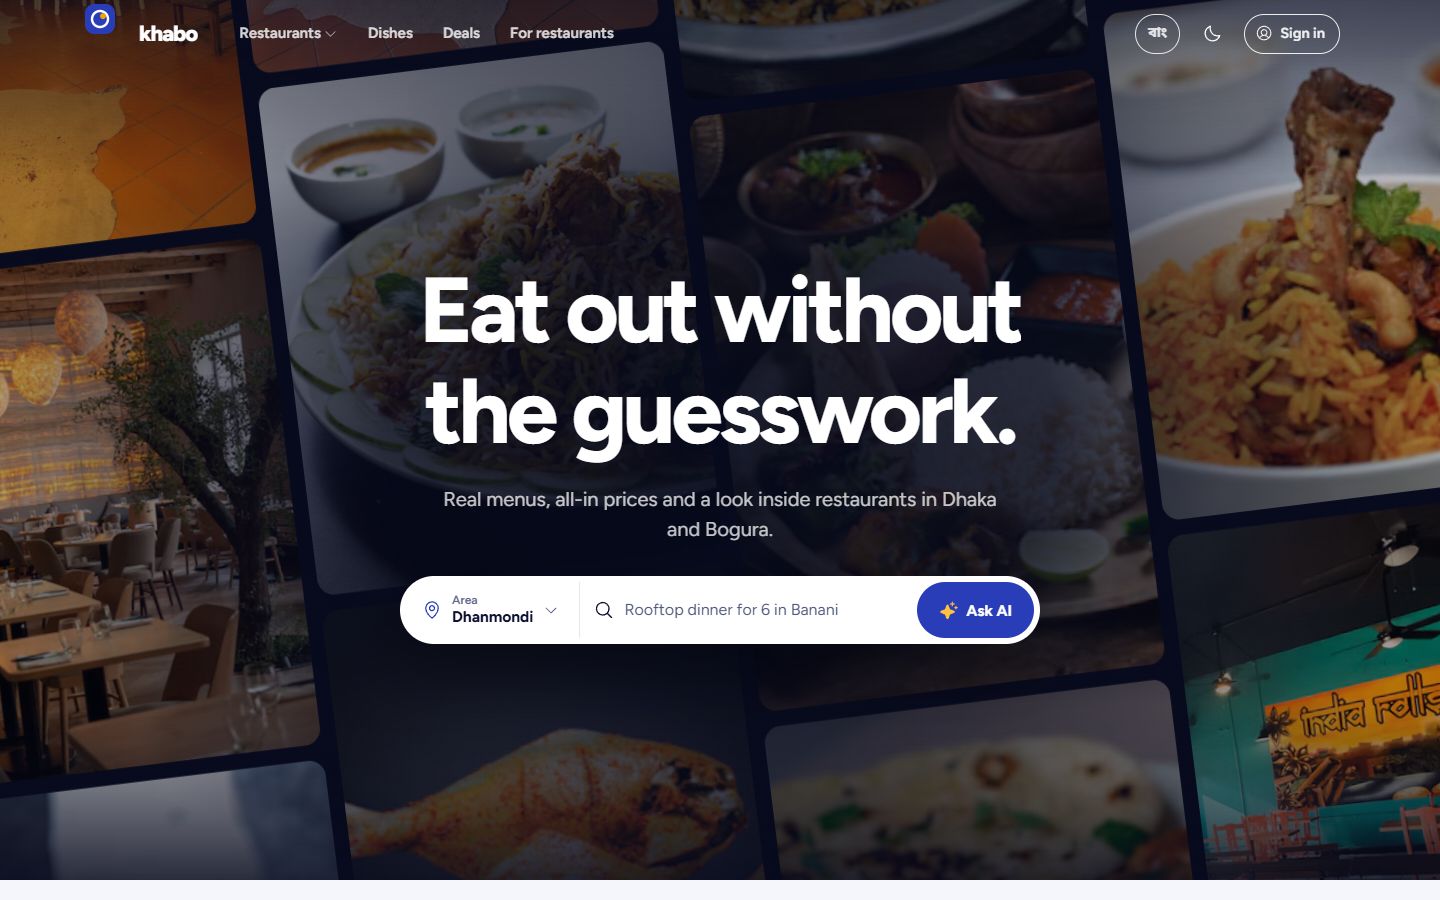 khabo
Restaurants
Dishes
Deals
For restaurants
বাং
Sign in
Eat out without
the guesswork.
Real menus, all-in prices and a look inside restaurants in Dhaka
and Bogura.
Area
Dhanmondi
Rooftop dinner for 6 in Banani
Ask AI
india rolls